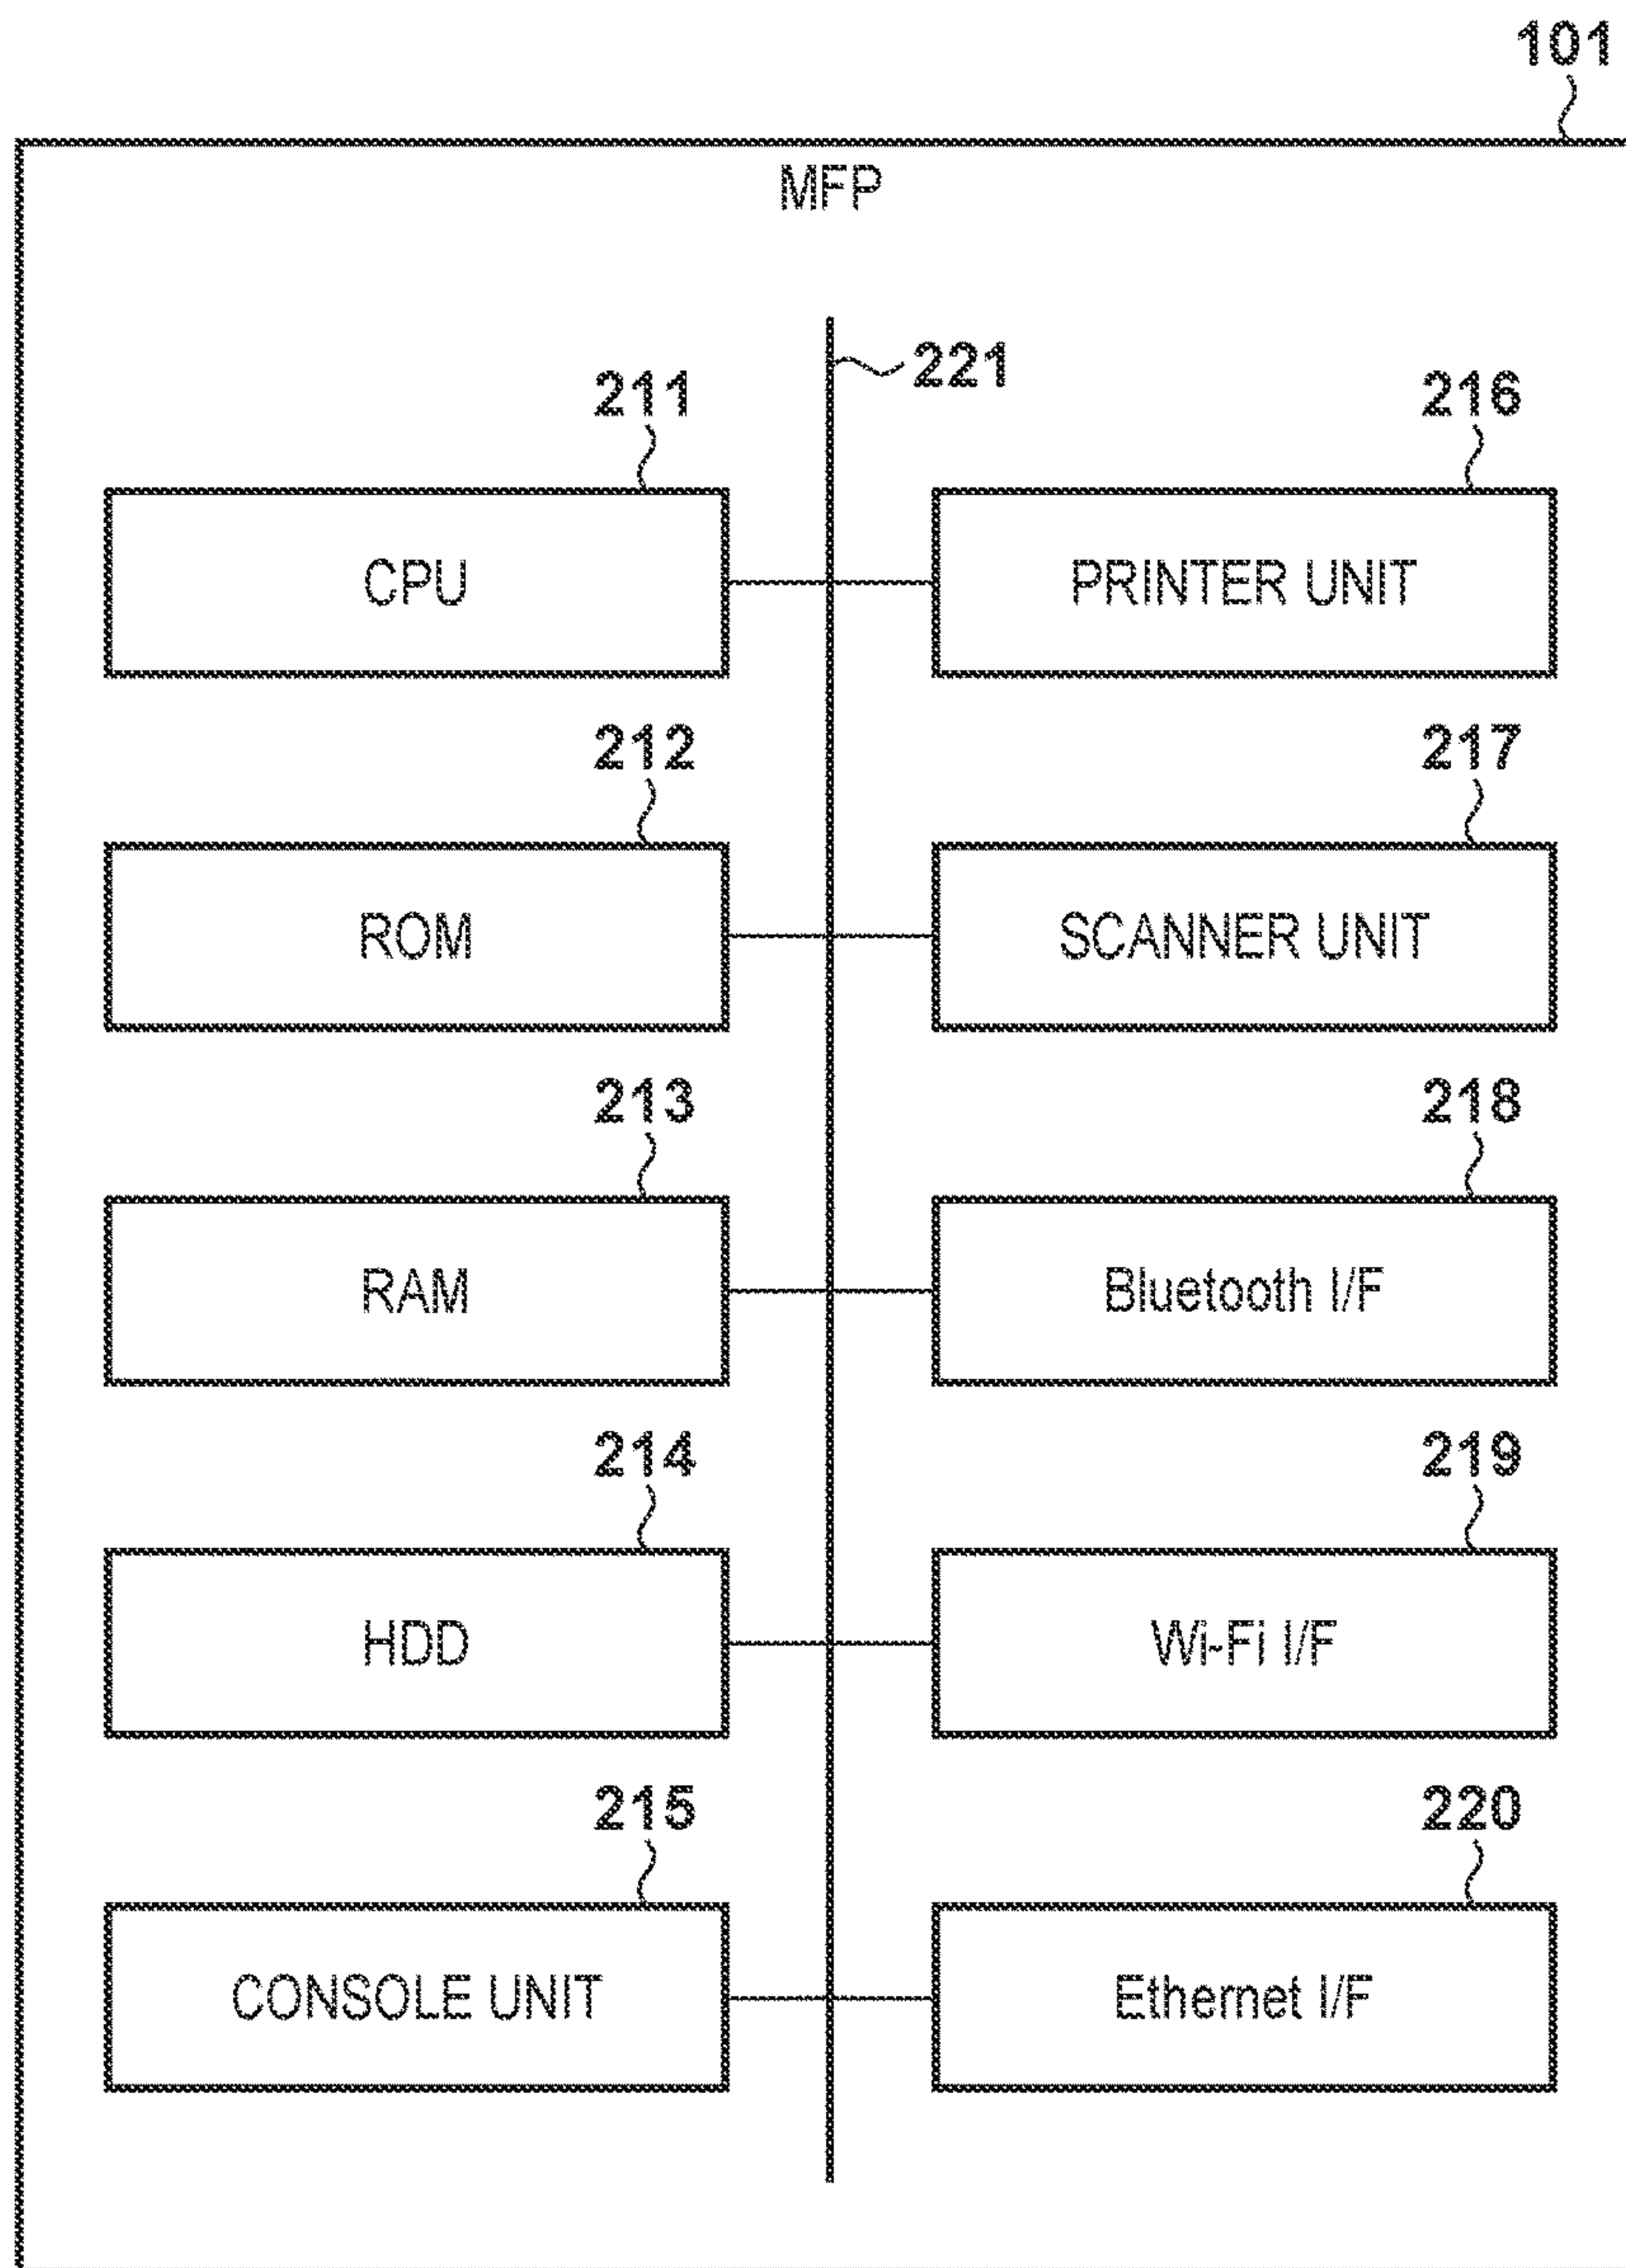 101
MFP
221
211
216
CPU
PRINTER UNIT
212
217
ROM
SCANNER UNIT
213
218
RAM
Bluetooth I/F
214
219
HDD
Wi-Fi I/F
215
220
CONSOLE UNIT
Ethernet I/F